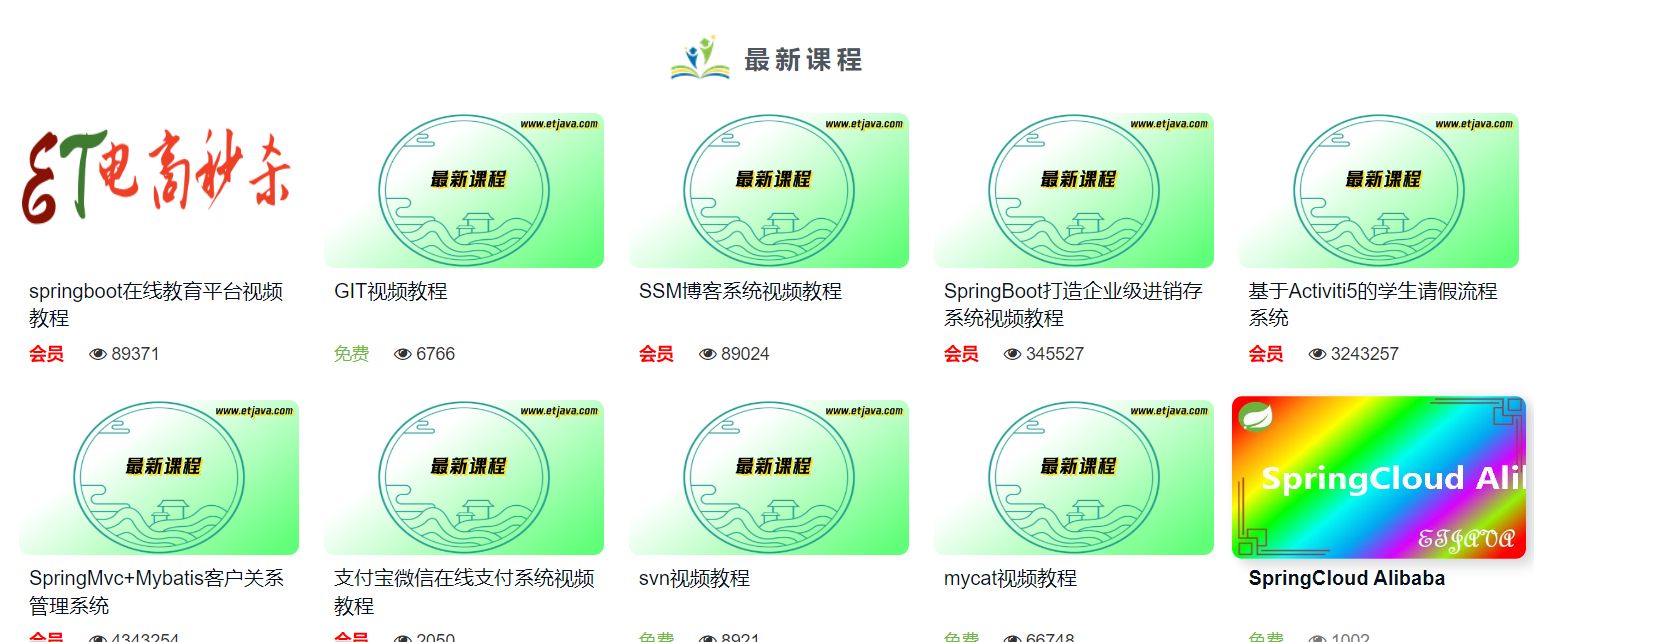 最新课程
ET电商秒杀
www.etjava.com
最新课程
www.etjava.com
最新课程
www.etjava.com
最新课程
www.etjava.com
最新课程
springboot在线教育平台视频
教程
会员 89371
GIT视频教程
免费 6766
SSM博客系统视频教程
会员 89024
SpringBoot打造企业级进销存
系统视频教程
会员 345527
基于Activiti5的学生请假流程
系统
会员 3243257
www.etjava.com
最新课程
www.etjava.com
最新课程
www.etjava.com
最新课程
www.etjava.com
最新课程
SpringCloud Ali
ETJAVA
SpringMvc+Mybatis客户关系
管理系统
会员 4343254
支付宝微信在线支付系统视频
教程
会员 2050
svn视频教程
免费 8921
mycat视频教程
免费 66748
SpringCloud Alibaba
免费 1002